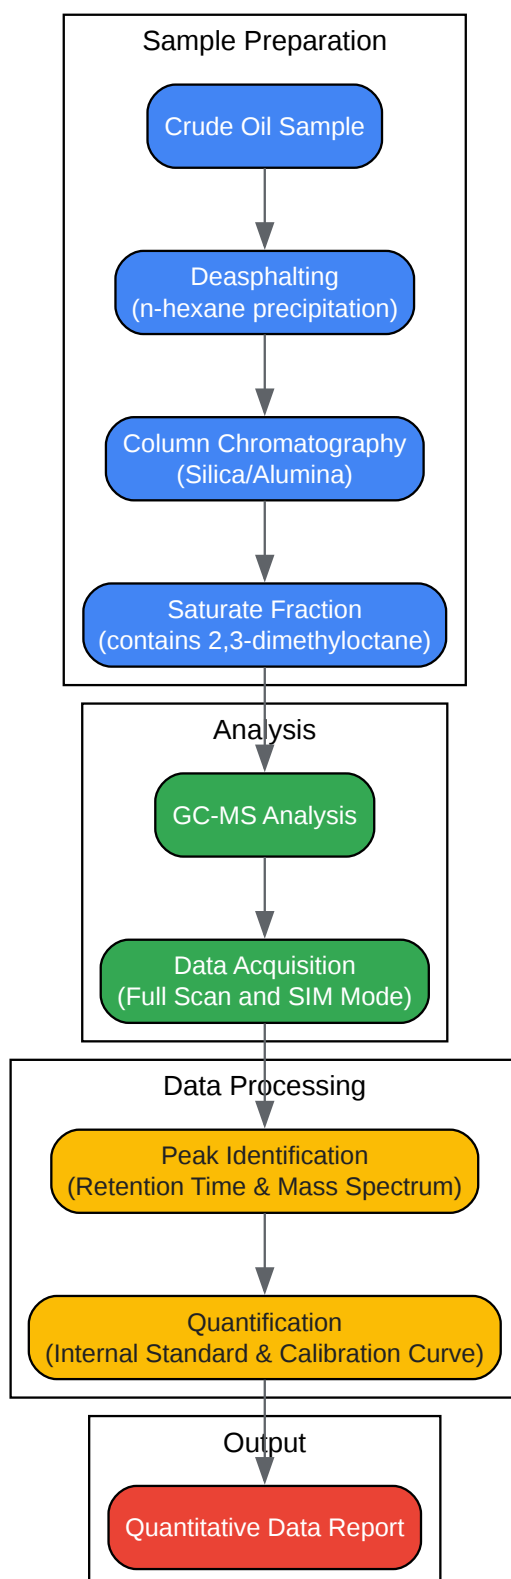 Sample Preparation
Crude Oil Sample
Deasphalting
(n-hexane precipitation)
Column Chromatography
(Silica/Alumina)
Saturate Fraction
(contains 2,3-dimethyloctane)
Analysis
GC-MS Analysis
Data Acquisition
(Full Scan and SIM Mode)
Data Processing
Peak Identification
(Retention Time & Mass Spectrum)
Quantification
(Internal Standard & Calibration Curve)
Output
Quantitative Data Report